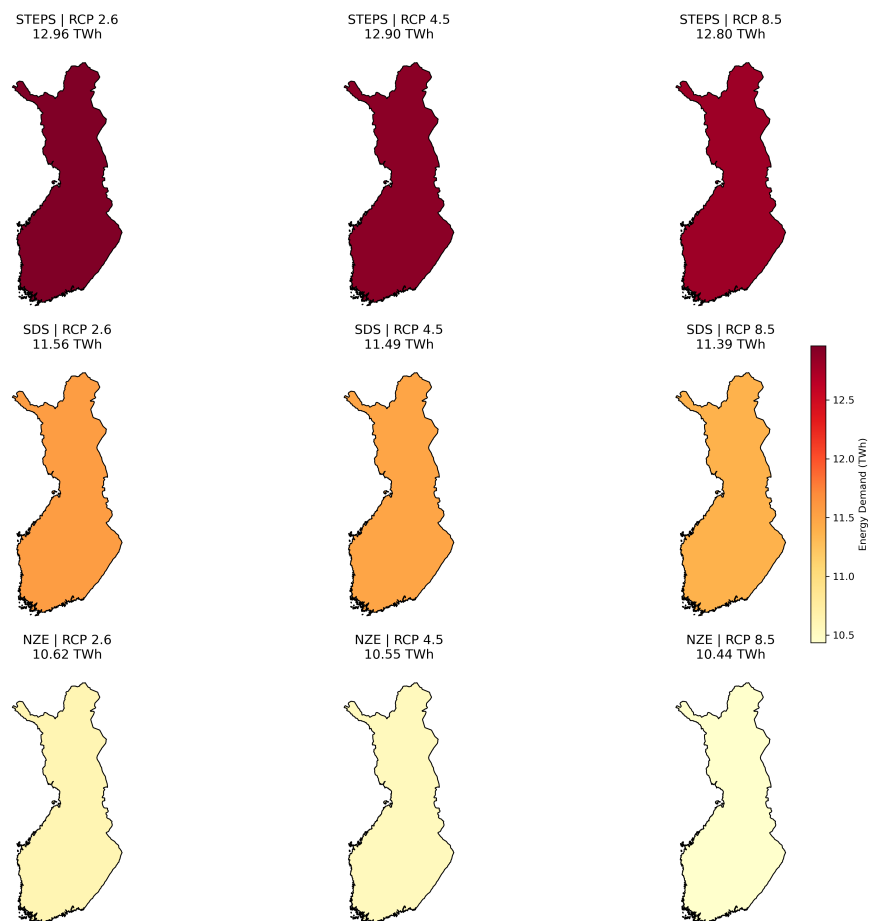 STEPS | RCP 2.6
12.96 TWh
STEPS | RCP 4.5
12.90 TWh
STEPS | RCP 8.5
12.80 TWh
SDS | RCP 2.6
11.56 TWh
SDS | RCP 4.5
11.49 TWh
SDS | RCP 8.5
11.39 TWh
12.5
12.0
11.5
11.0
10.5
Energy Demand (TWh)
NZE | RCP 2.6
10.62 TWh
NZE | RCP 4.5
10.55 TWh
NZE | RCP 8.5
10.44 TWh